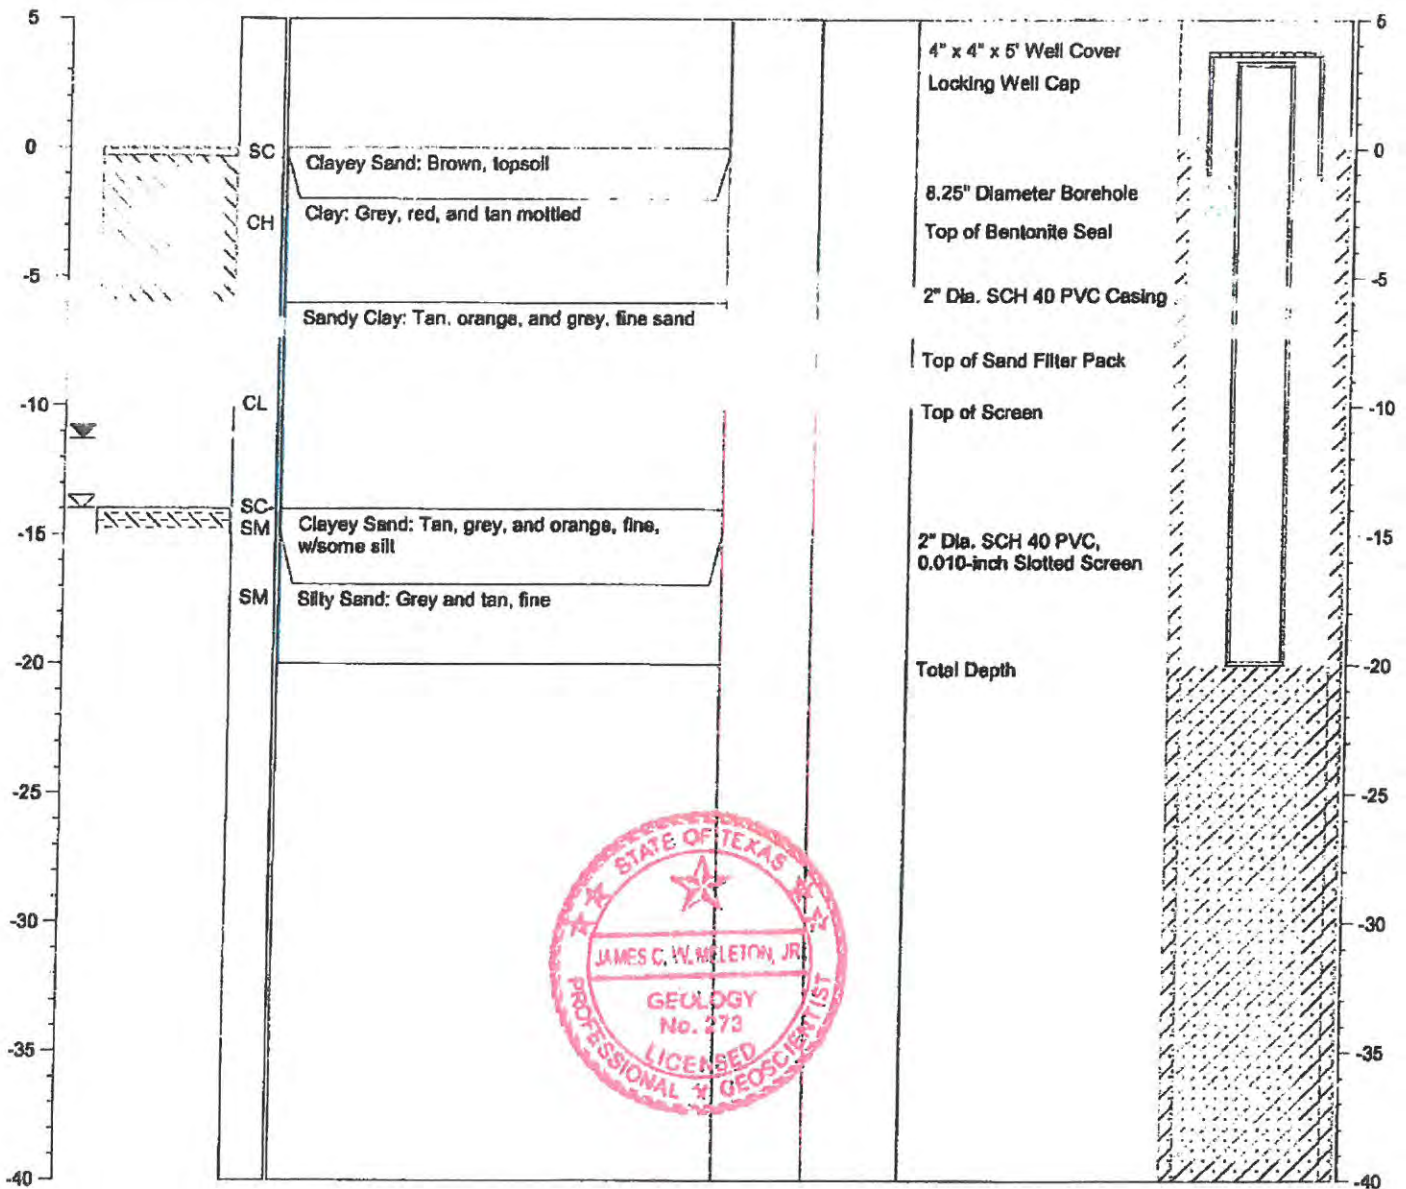 5
5
4" x 4" x 5' Well Cover
Locking Well Cap
0
SC
0
Clayey Sand: Brown, topsoil
8.25" Diameter Borehole
CH
Clay: Grey, red, and tan mottled
Top of Bentonite Seal
-5
-5
2" Dia. SCH 40 PVC Casing
Sandy Clay: Tan, orange, and grey, fine sand
Top of Sand Filter Pack
-10
CL
-10
Top of Screen
SC-
SM
Clayey Sand: Tan, grey, and orange, fine,
w/some silt
-15
-15
2" Dia. SCH 40 PVC,
0.010-inch Slotted Screen
SM
Silty Sand: Grey and tan, fine
-20
-20
Total Depth
-25
-25
STATE OF TEXAS
-30
-30
JAMES C. W. MELETON, JR
GEOLOGY
No. 273
LICENSED
PROFESSIONAL GEOSCIENTIST
-35
-35
-40
-40